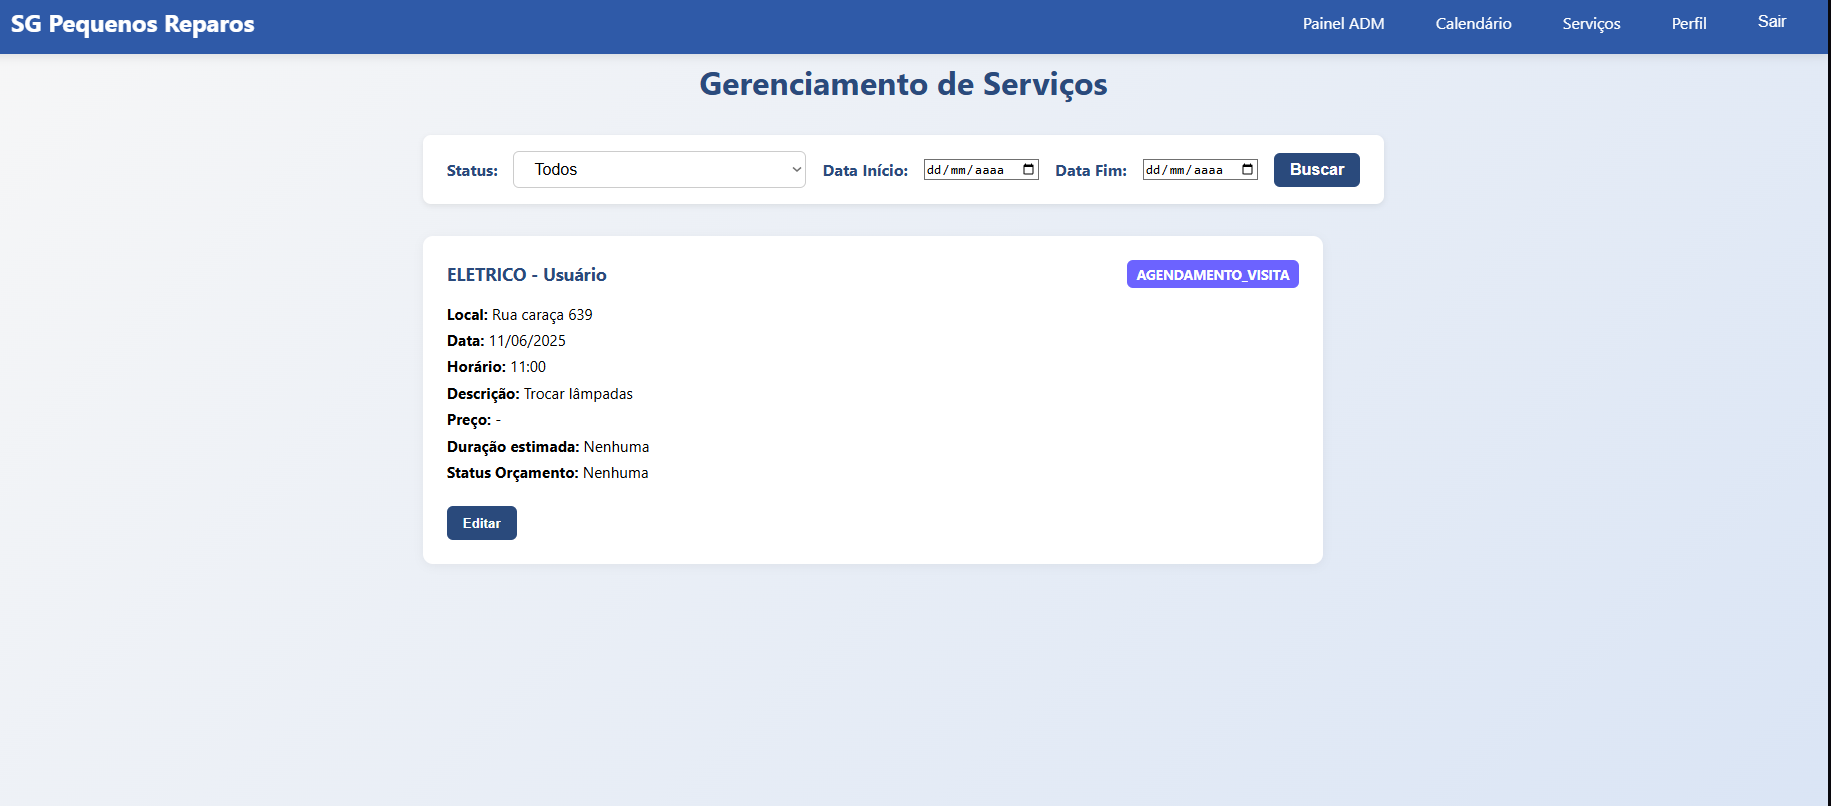 SG Pequenos Reparos
Painel ADM Calendário Serviços Perfil Sair
Gerenciamento de Serviços
Status: Todos Data Início: dd/mm/aaaa Data Fim: dd/mm/aaaa Buscar
ELETRICO - Usuário AGENDAMENTO_VISITA
Local: Rua caraça 639
Data: 11/06/2025
Horário: 11:00
Descrição: Trocar lâmpadas
Preço: -
Duração estimada: Nenhuma
Status Orçamento: Nenhuma
Editar